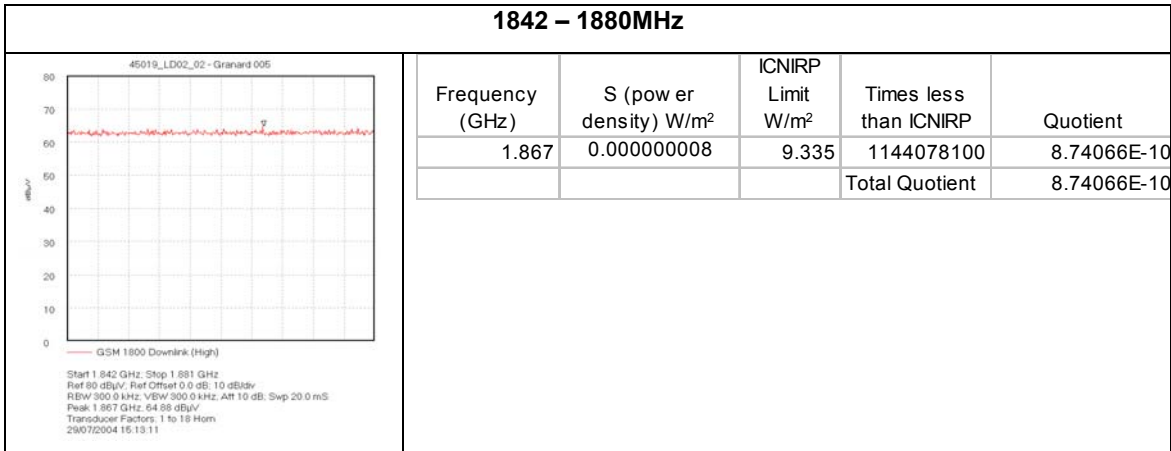 1842 – 1880MHz
45019_LD02_02 - Granard 005
80
70
60
50
40
30
20
10
0
dBµV
GSM 1800 Downlink (High)
Start 1.842 GHz; Stop 1.881 GHz
Ref 80 dBµV; Ref Offset 0.0 dB; 10 dB/div
RBW 300.0 kHz; VBW 300.0 kHz; Att 10 dB; Swp 20.0 mS
Peak 1.867 GHz, 64.88 dBµV
Transducer Factors, 1 to 18 Horn
29/07/2004 15:13:11
Frequency (GHz) S (pow er density) W/m² ICNIRP Limit W/m² Times less than ICNIRP Quotient
1.867 0.000000008 9.335 1144078100 8.74066E-10
Total Quotient 8.74066E-10